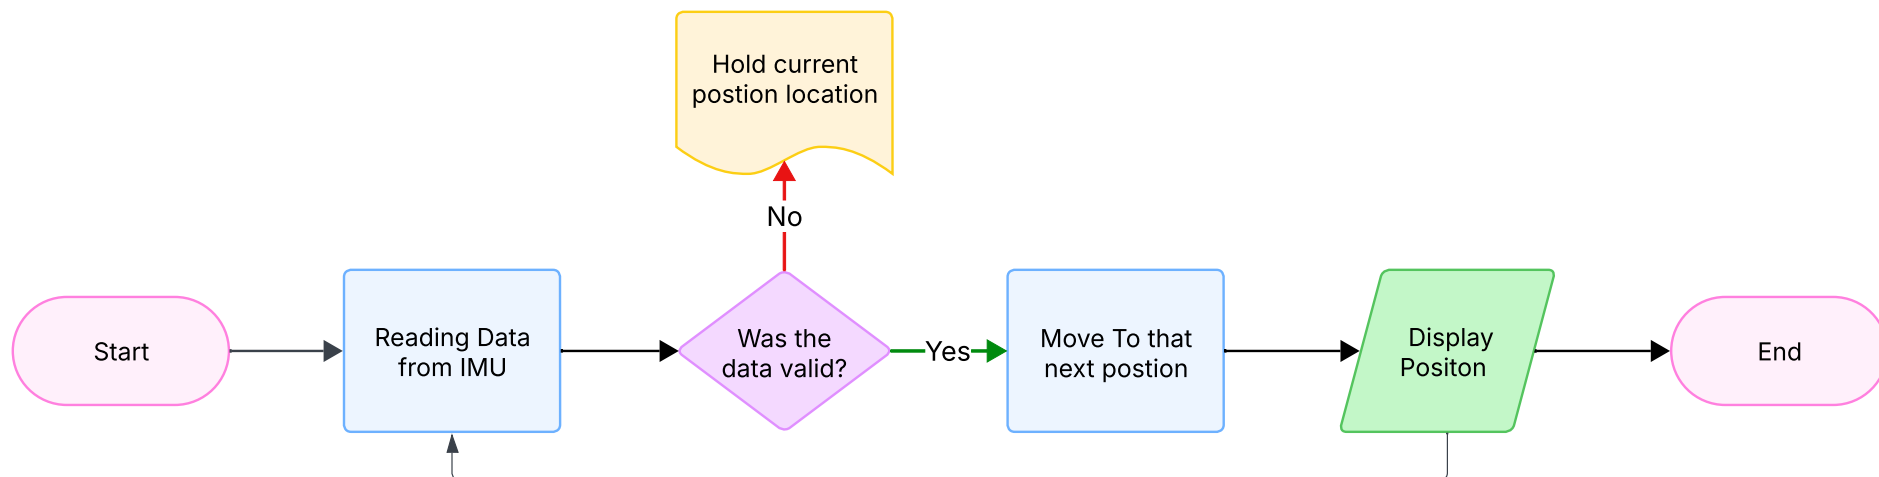 Hold current
postion location
No
Start
Reading Data
from IMU
Was the
data valid?
Yes
Move To that
next postion
Display
Positon
End